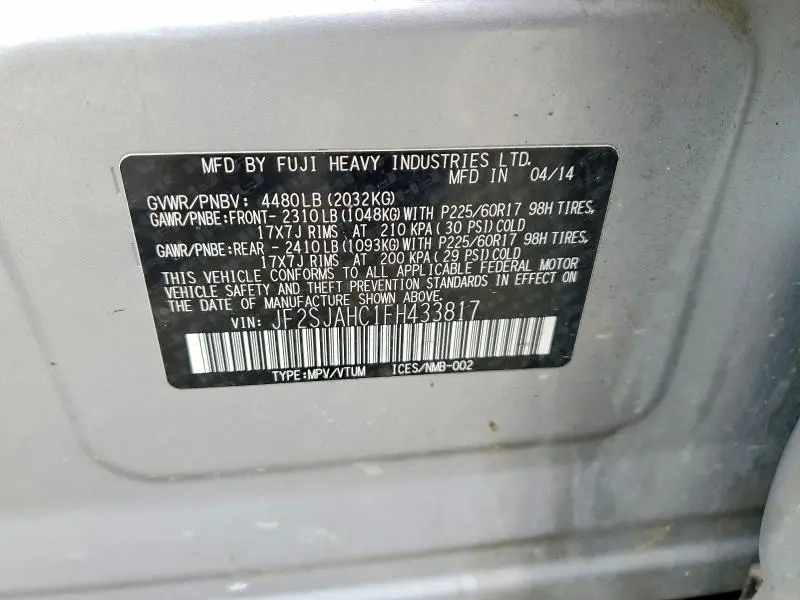 MFD BY FUJI HEAVY INDUSTRIES LTD.
MFD IN 04/14
GVWR/PNBV: 4480LB(2032KG)
GAWR/PNBE:FRONT- 2310LB(1048KG)WITH P225/60R17 98H TIRES,
17X7J RIMS AT 210 KPA(30 PSI)COLD
GAWR/PNBE:REAR - 2410LB(1093KG)WITH P225/60R17 98H TIRES,
17X7J RIMS AT 200 KPA(29 PSI)COLD
THIS VEHICLE CONFORMS TO ALL APPLICABLE FEDERAL MOTOR
VEHICLE SAFETY AND THEFT PREVENTION STANDARDS IN EFFECT ON
THE DATE OF MANUFACTURE SHOWN ABOVE.
VIN: JF2SJAHC1FH433817
TYPE:MPV/VTUM ICES/NMB-002